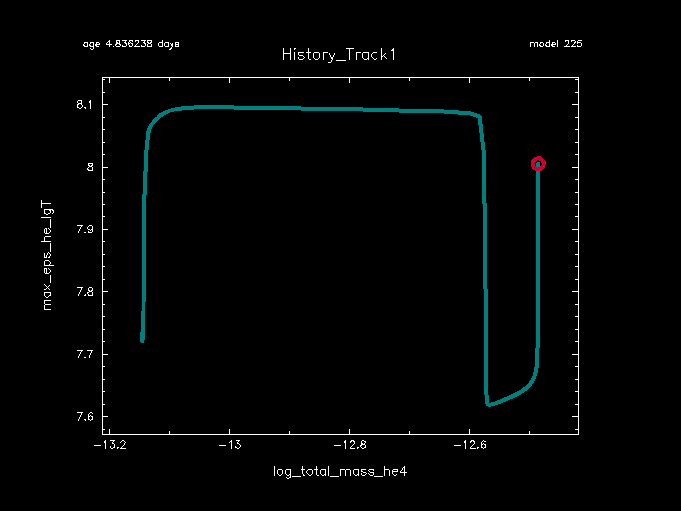 age 4.836238 days
model 225
History_Track1
max_eps_he_lgT
8.1
8
7.9
7.8
7.7
7.6
-13.2
-13
-12.8
-12.6
log_total_mass_he4